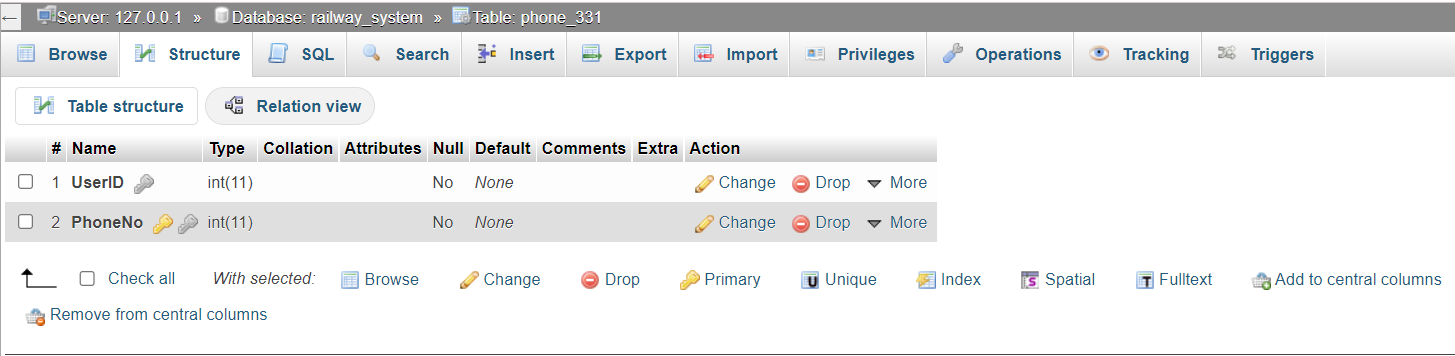 Server: 127.0.0.1 » Database: railway_system » Table: phone_331
Browse Structure SQL Search Insert Export Import Privileges Operations Tracking Triggers
Table structure Relation view
# Name Type Collation Attributes Null Default Comments Extra Action
1 UserID int(11) No None Change Drop More
2 PhoneNo int(11) No None Change Drop More
Check all With selected: Browse Change Drop Primary Unique Index Spatial Fulltext Add to central columns
Remove from central columns